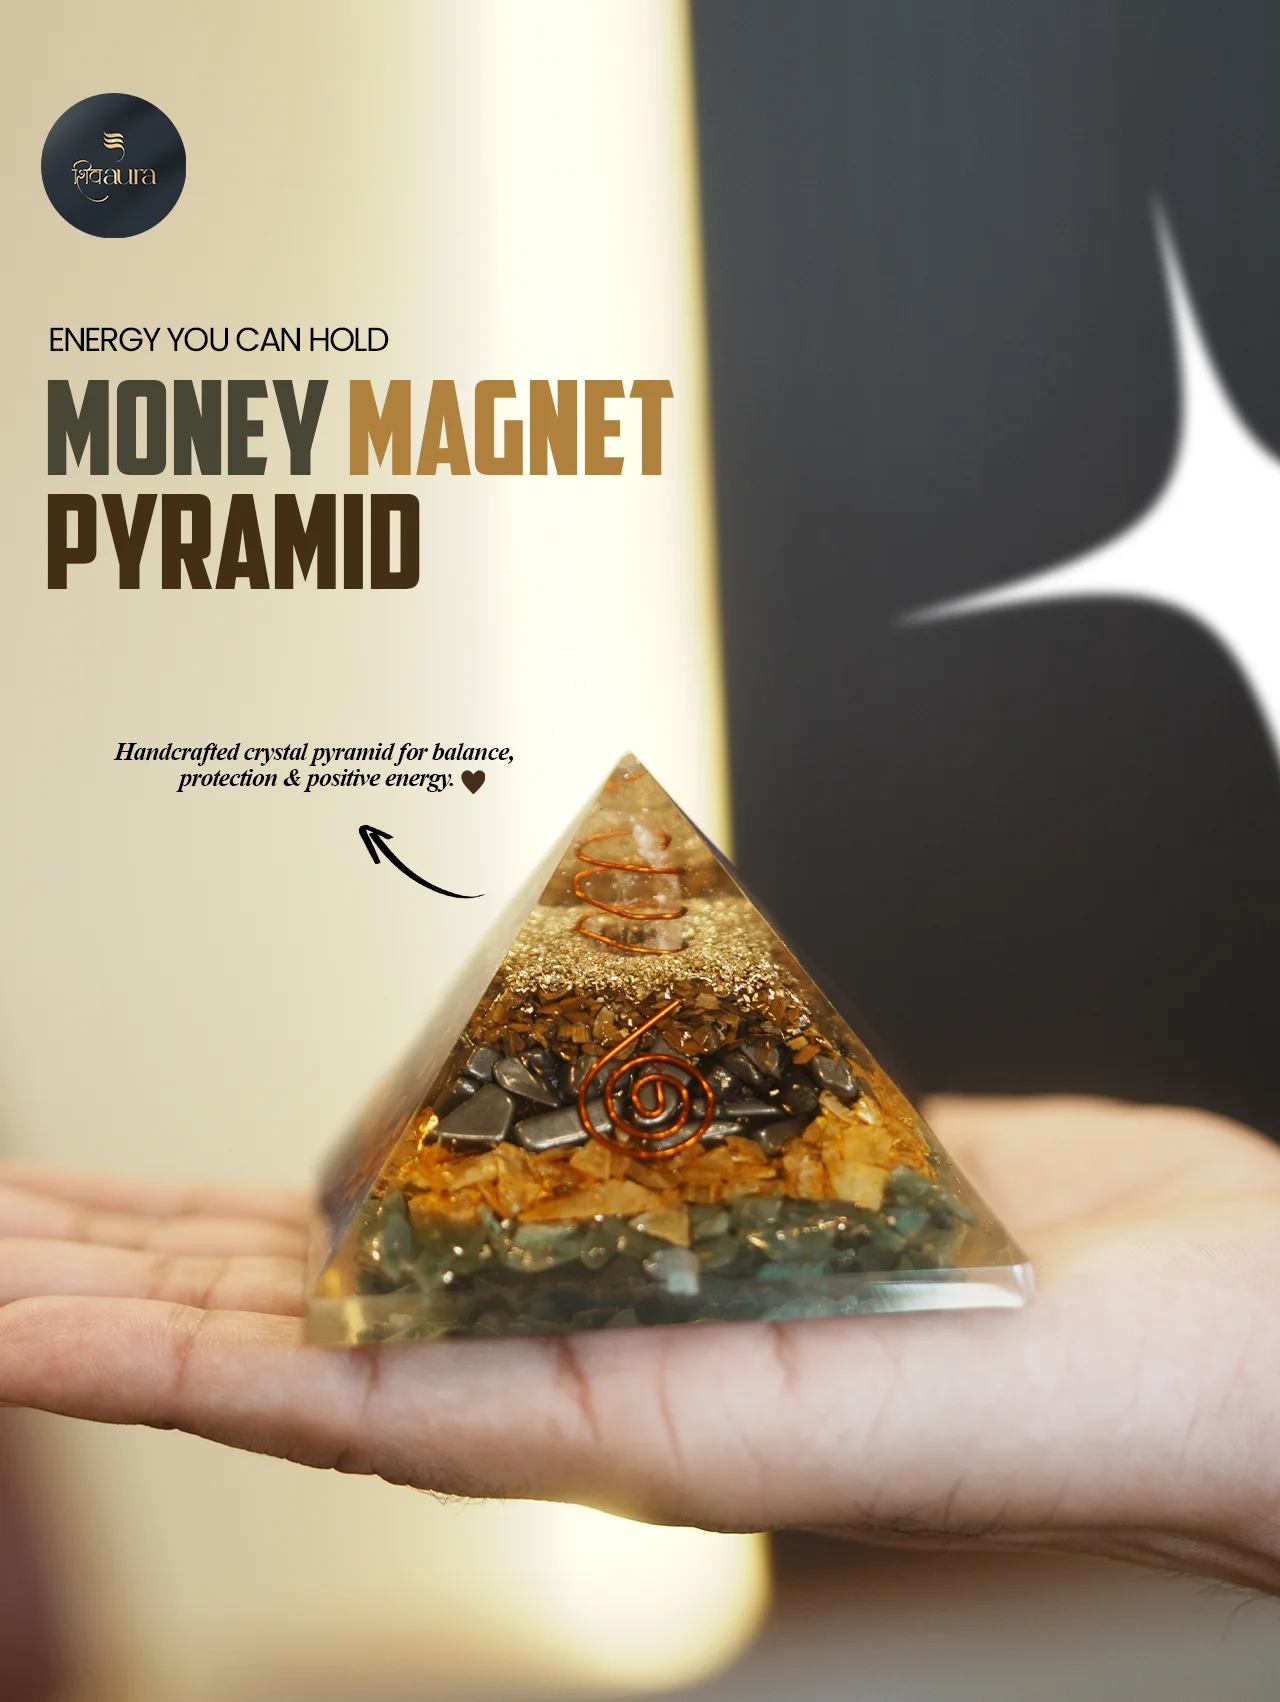 शिवaura
ENERGY YOU CAN HOLD
MONEY MAGNET
PYRAMID
Handcrafted crystal pyramid for balance,
protection & positive energy.